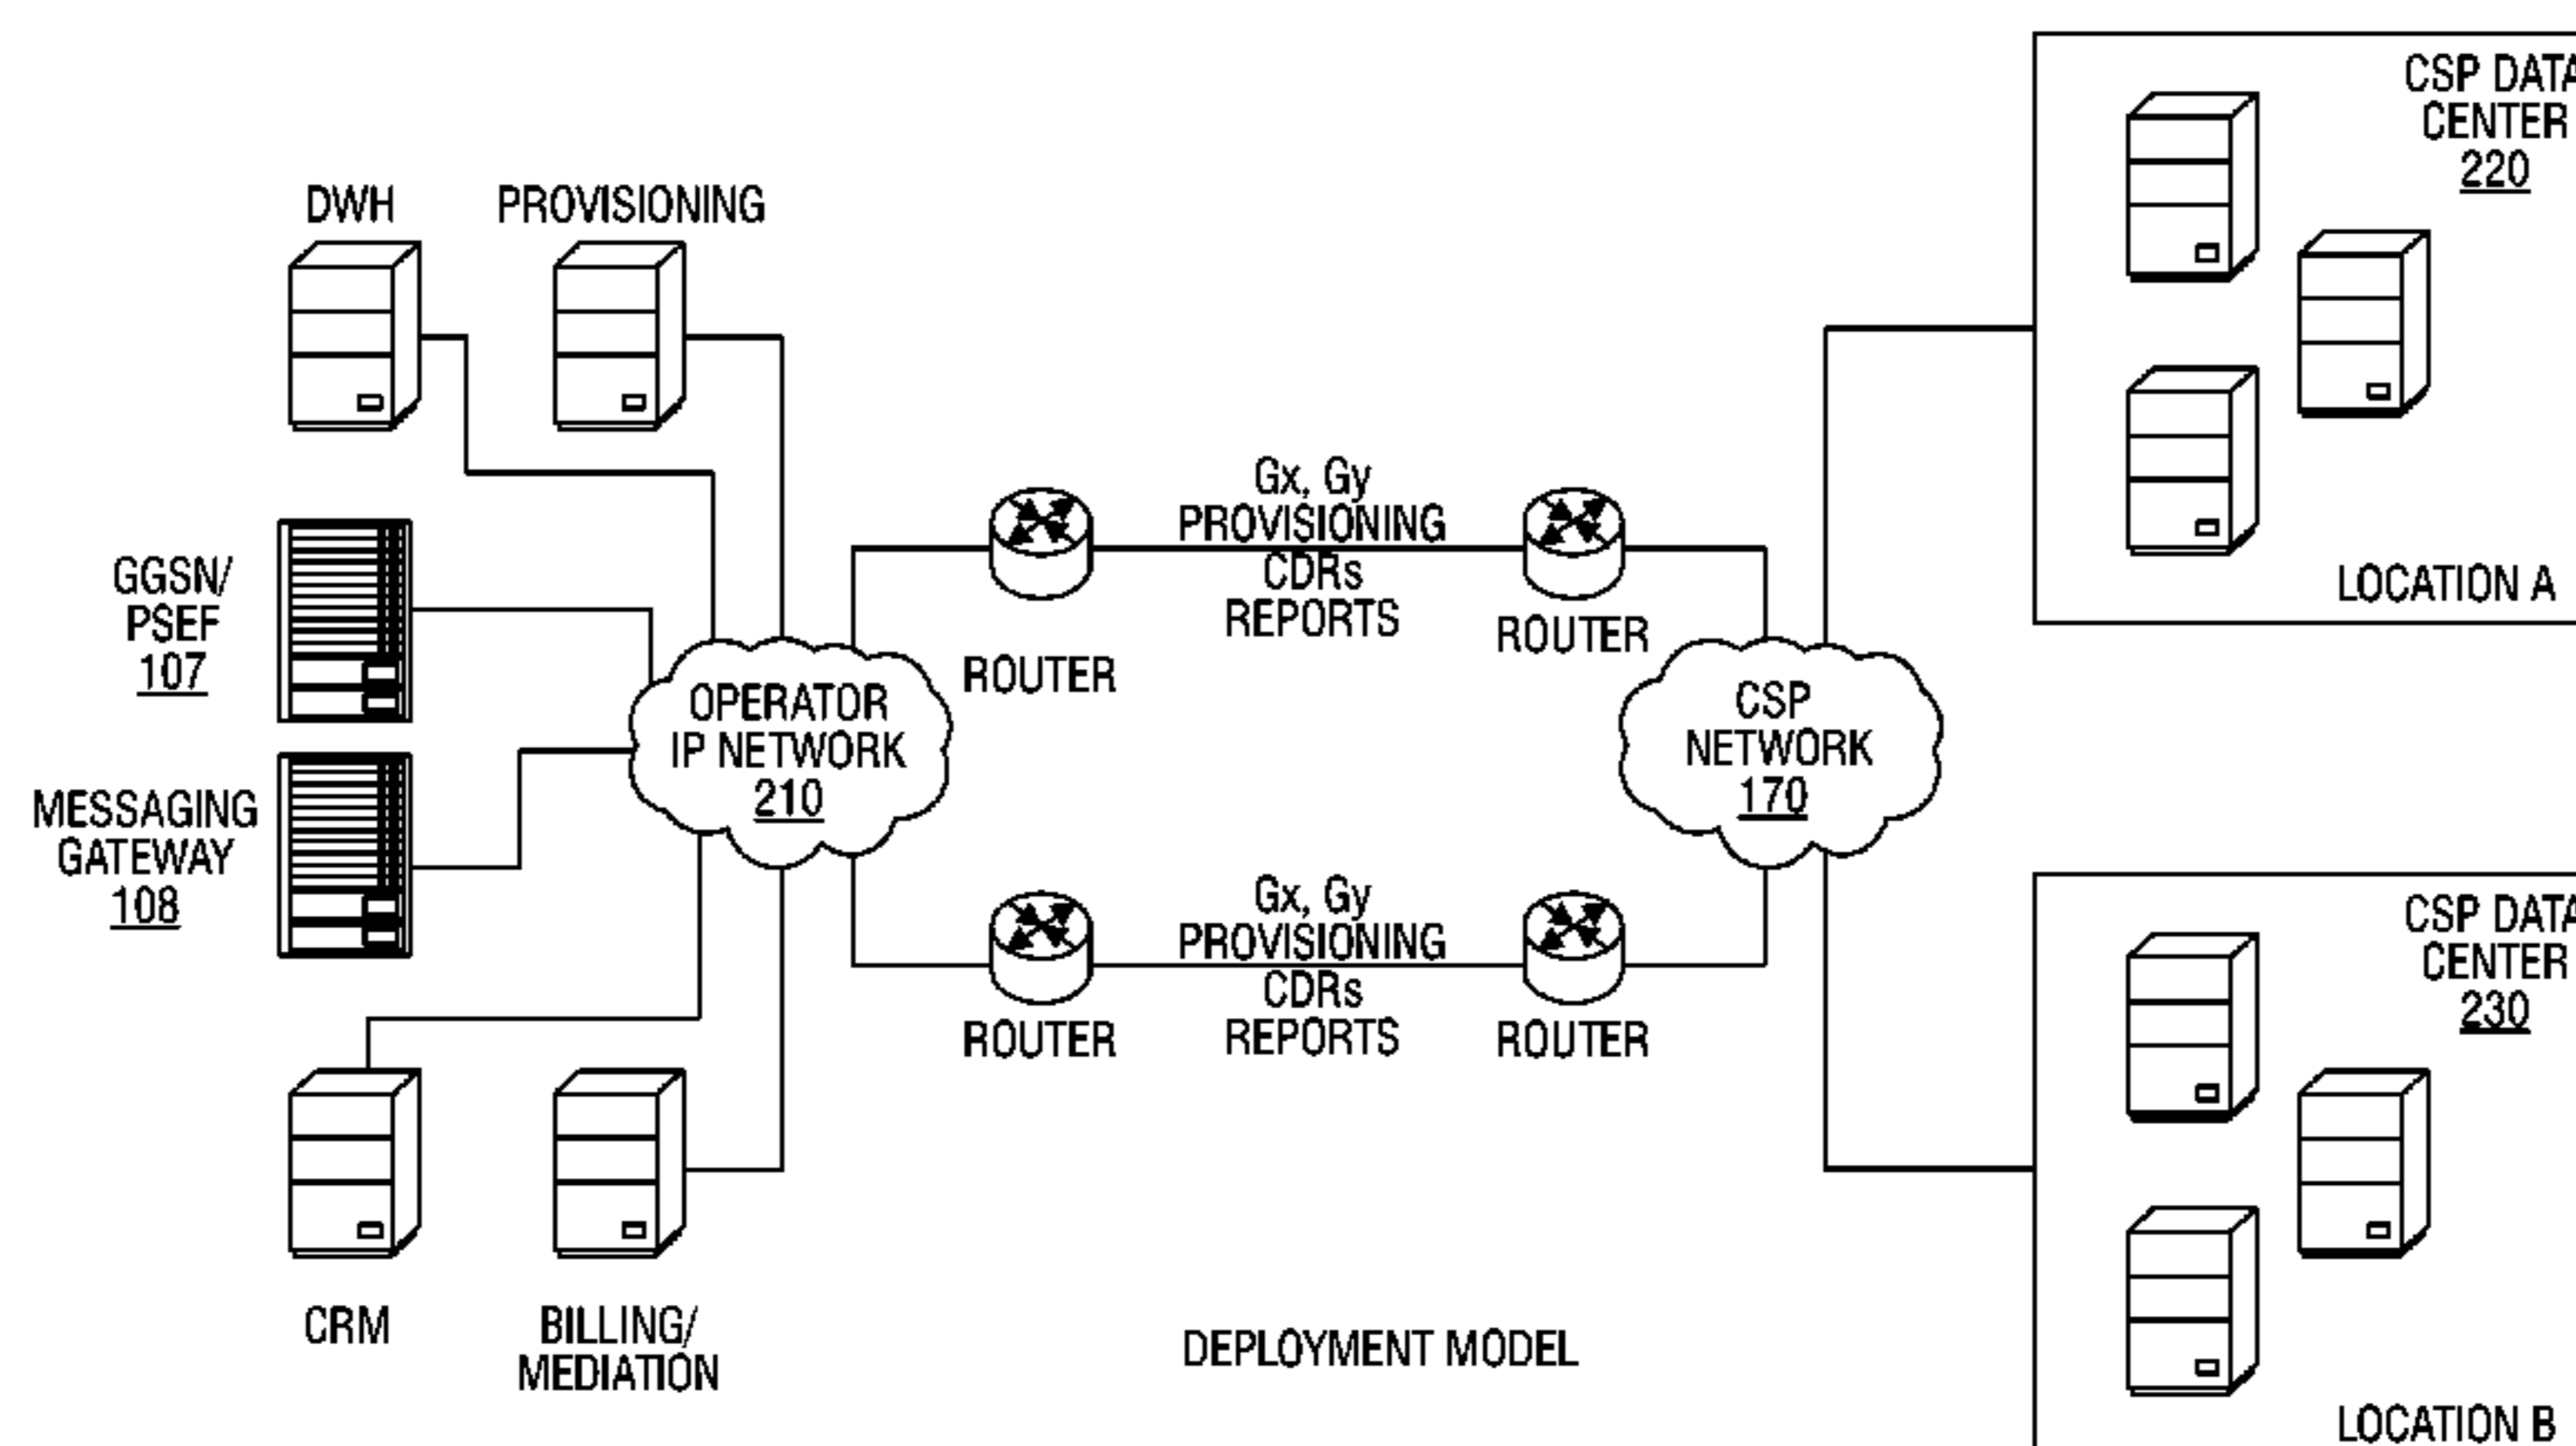 CSP DATA
CENTER
220
LOCATION A
DWH
PROVISIONING
GGSN/
PSEF
107
MESSAGING
GATEWAY
108
OPERATOR
IP NETWORK
210
ROUTER
Gx, Gy
PROVISIONING
CDRs
REPORTS
ROUTER
CSP
NETWORK
170
ROUTER
Gx, Gy
PROVISIONING
CDRs
REPORTS
ROUTER
CSP DATA
CENTER
230
LOCATION B
CRM
BILLING/
MEDIATION
DEPLOYMENT MODEL